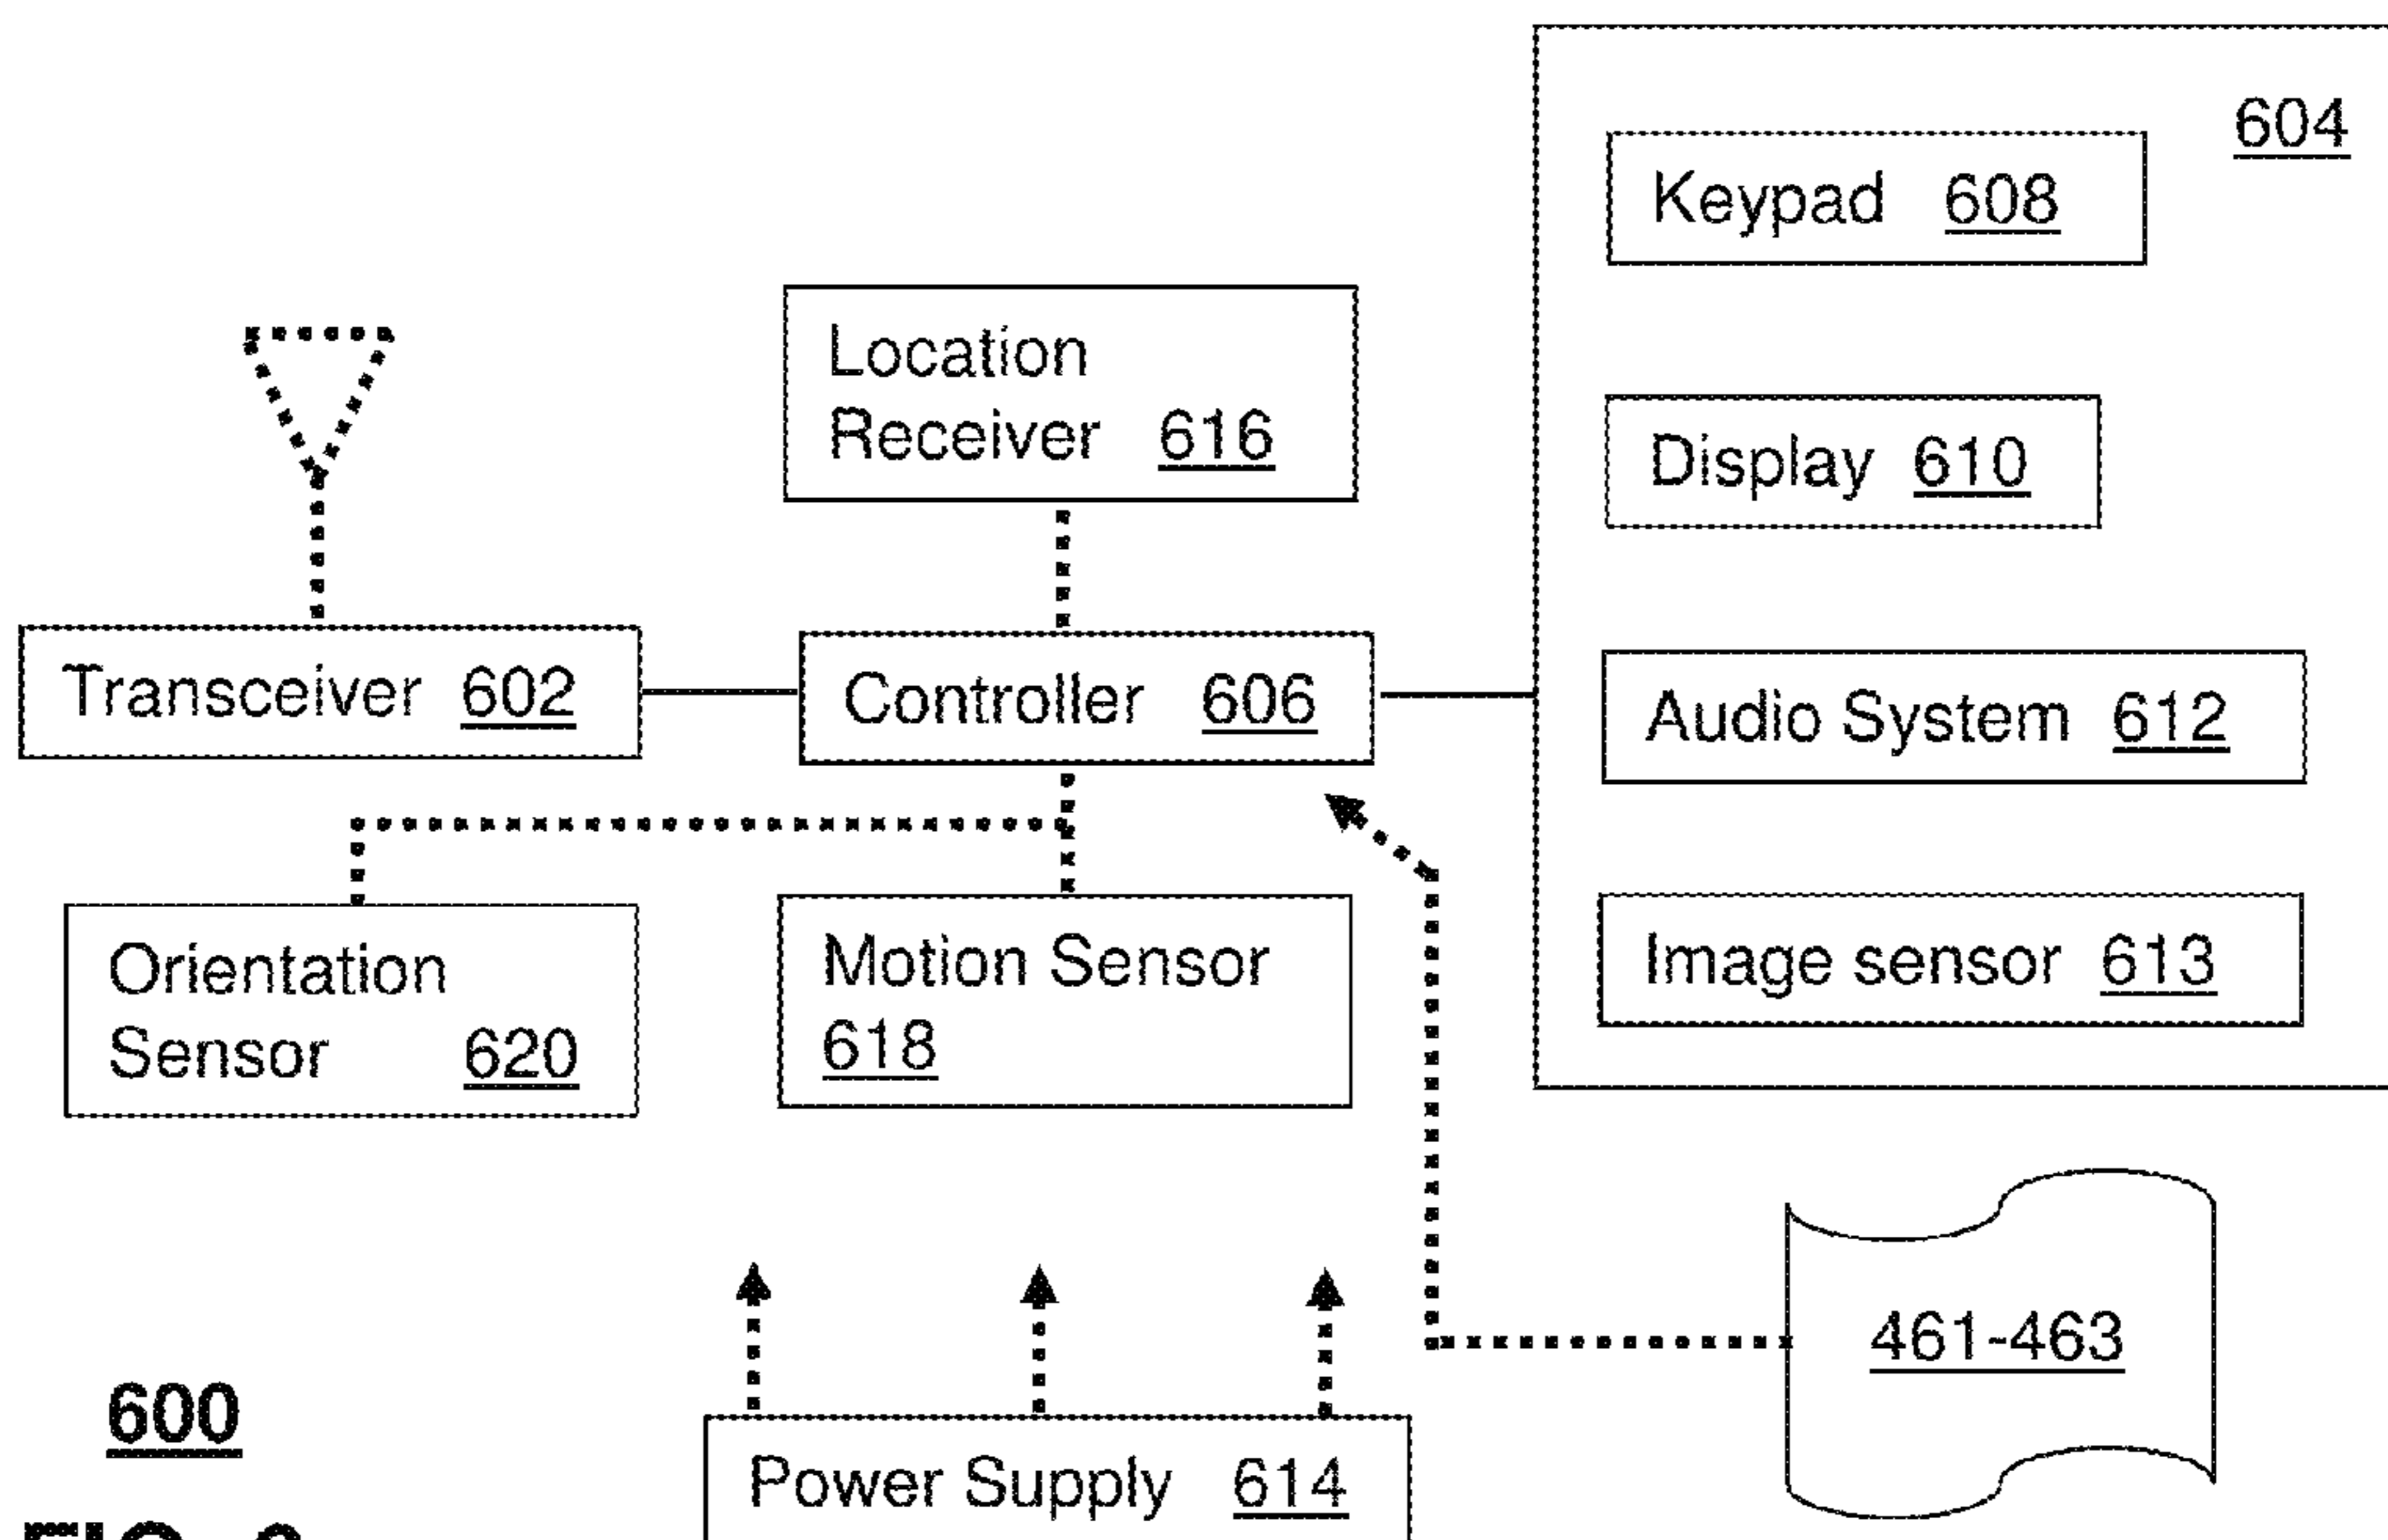 604
Keypad 608
Location
Receiver 616
Display 610
Transceiver 602
Controller 606
Audio System 612
Orientation
Sensor 620
Motion Sensor
618
Image sensor 613
461-463
600
Power Supply 614